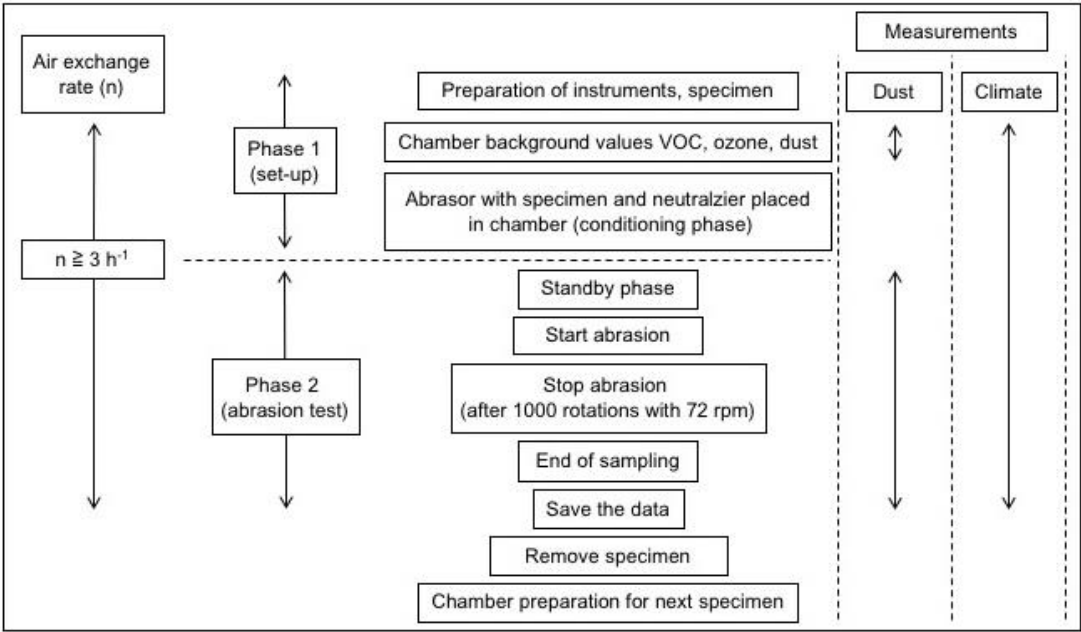 Measurements
Air exchange
rate (n)
Preparation of instruments, specimen
Dust
Climate
Chamber background values VOC, ozone, dust
Phase 1
(set-up)
Abrasor with specimen and neutralzier placed
in chamber (conditioning phase)
n ≧ 3 h⁻¹
Standby phase
Start abrasion
Phase 2
(abrasion test)
Stop abrasion
(after 1000 rotations with 72 rpm)
End of sampling
Save the data
Remove specimen
Chamber preparation for next specimen